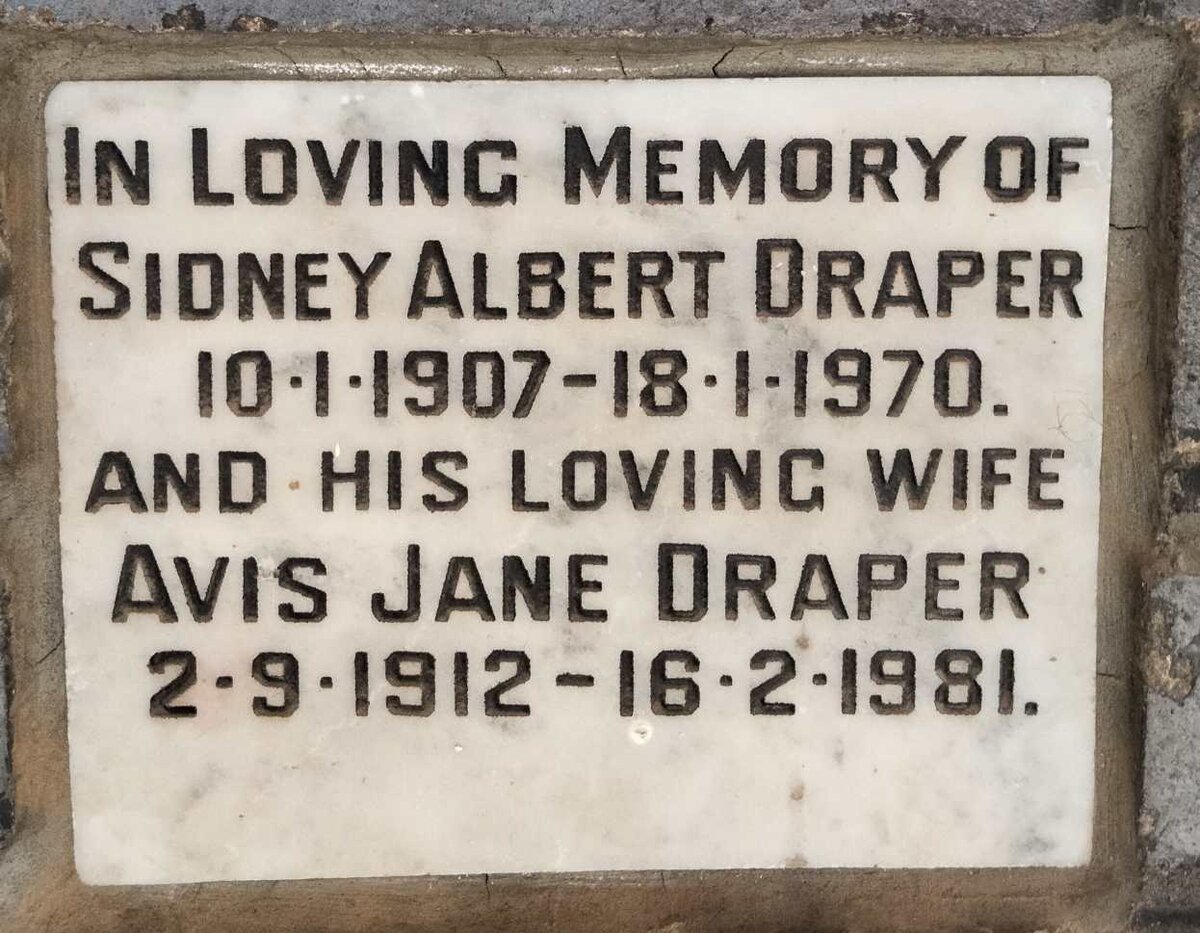 IN LOVING MEMORY OF
SIDNEY ALBERT DRAPER
10·1·1907-18·1·1970.
AND HIS LOVING WIFE
AVIS JANE DRAPER
2·9·1912-16·2·1981.